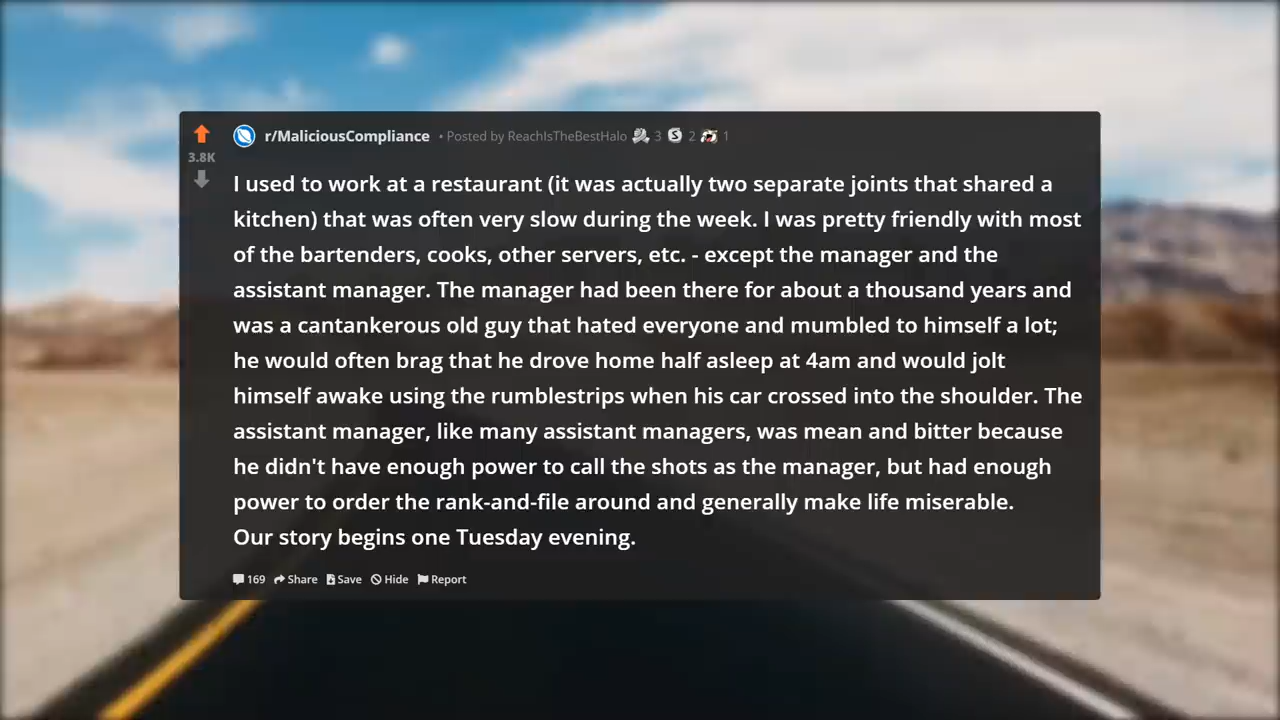 r/MaliciousCompliance • Posted by ReachIsTheBestHalo 3 2 1
3.8K
I used to work at a restaurant (it was actually two separate joints that shared a
kitchen) that was often very slow during the week. I was pretty friendly with most
of the bartenders, cooks, other servers, etc. - except the manager and the
assistant manager. The manager had been there for about a thousand years and
was a cantankerous old guy that hated everyone and mumbled to himself a lot;
he would often brag that he drove home half asleep at 4am and would jolt
himself awake using the rumblestrips when his car crossed into the shoulder. The
assistant manager, like many assistant managers, was mean and bitter because
he didn't have enough power to call the shots as the manager, but had enough
power to order the rank-and-file around and generally make life miserable.
Our story begins one Tuesday evening.
169 Share Save Hide Report